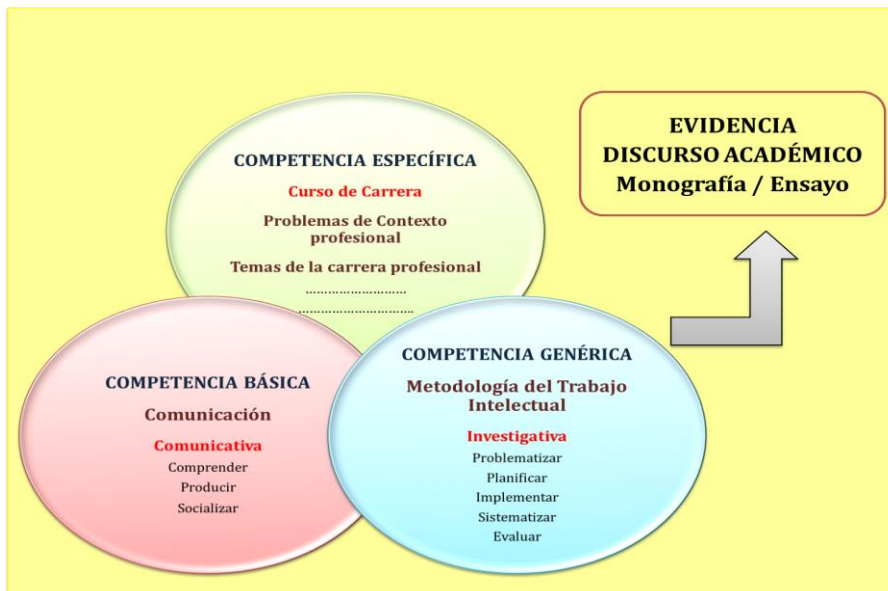 EVIDENCIA
DISCURSO ACADÉMICO
Monografía / Ensayo
COMPETENCIA ESPECÍFICA
Curso de Carrera
Problemas de Contexto
profesional
Temas de la carrera profesional
............................
................................
COMPETENCIA BÁSICA
Comunicación
Comunicativa
Comprender
Producir
Socializar
COMPETENCIA GENÉRICA
Metodología del Trabajo
Intelectual
Investigativa
Problematizar
Planificar
Implementar
Sistematizar
Evaluar